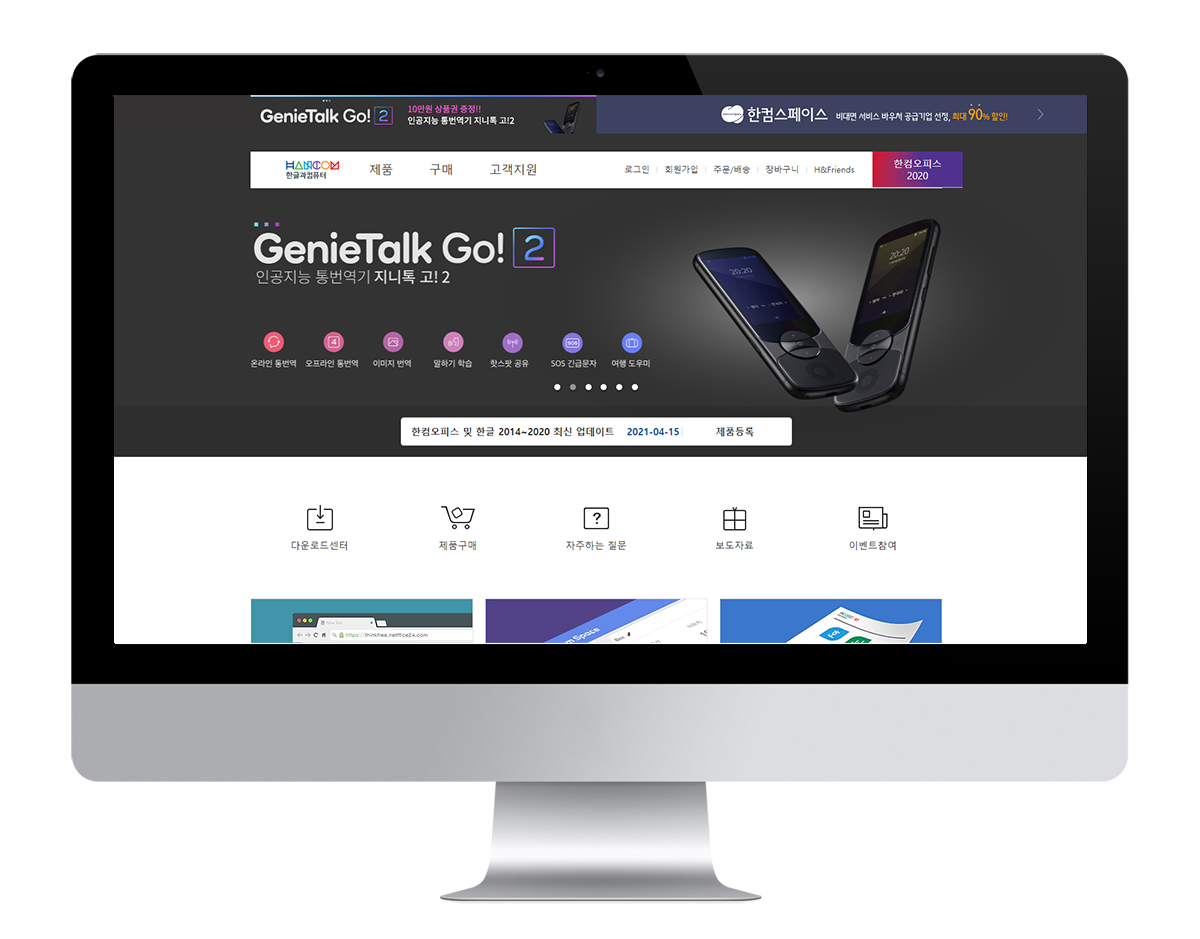 GenieTalk Go! 2
10만원 상품권 증정!!
인공지능 통번역기 지니톡 고!2
한컴스페이스 비대면 서비스 바우처 공급기업 선정, 최대 90% 할인!
HANCOM
한글과컴퓨터
제품 구매 고객지원
로그인 회원가입 주문/배송 장바구니 H&Friends
한컴오피스
2020
GenieTalk Go! 2
인공지능 통번역기 지니톡 고! 2
20:20
20:20
온라인 통번역 오프라인 통번역 이미지 번역 말하기 학습 핫스팟 공유 SOS 긴급문자 여행 도우미
한컴오피스 및 한글 2014~2020 최신 업데이트 2021-04-15 제품등록
다운로드센터 제품구매 자주하는 질문 보도자료 이벤트참여
New Tab
https://thinkfree.netffice24.com
Space
Box